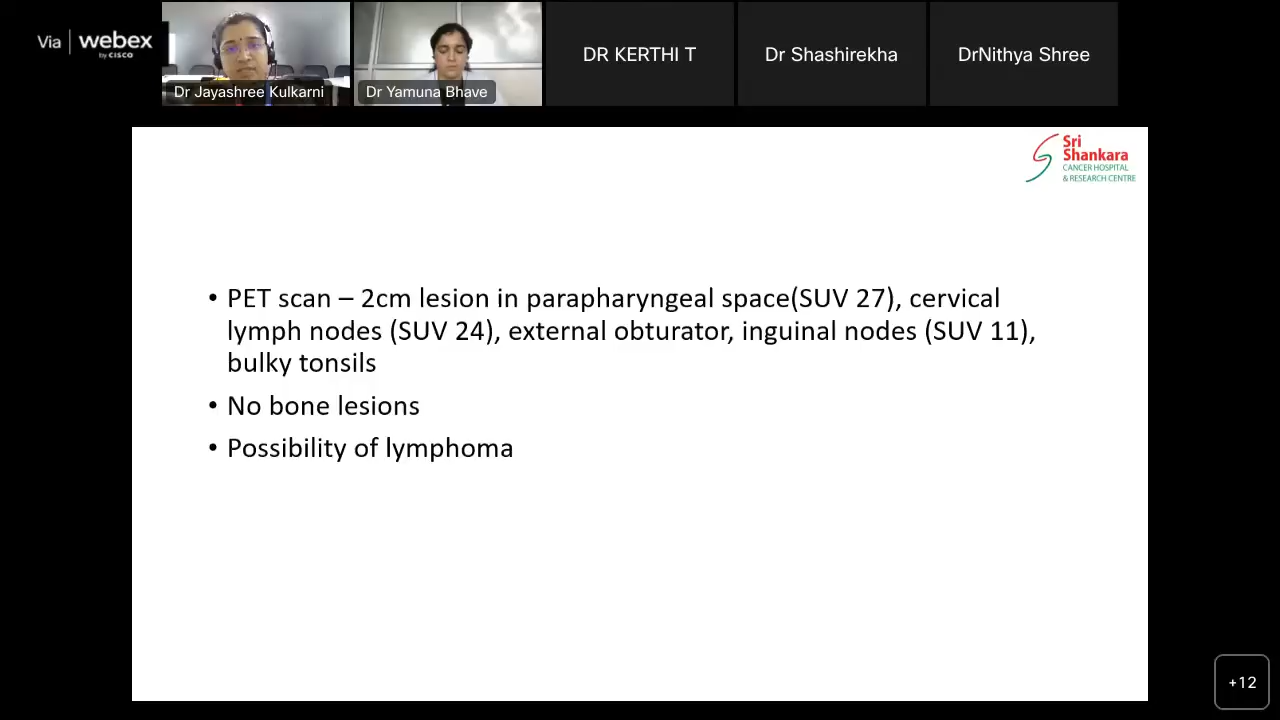 Via | webex
by CISCO
Dr Jayashree Kulkarni
Dr Yamuna Bhave
DR KERTHI T
Dr Shashirekha
DrNithya Shree
Sri
Shankara
CANCER HOSPITAL
& RESEARCH CENTRE
• PET scan – 2cm lesion in parapharyngeal space(SUV 27), cervical
lymph nodes (SUV 24), external obturator, inguinal nodes (SUV 11),
bulky tonsils
• No bone lesions
• Possibility of lymphoma
+12